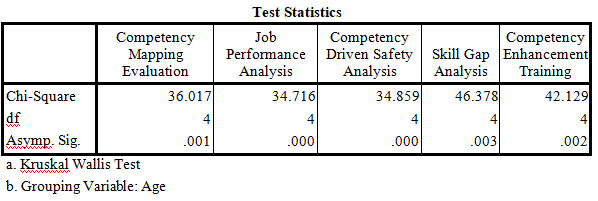 Test Statistics
Competency Mapping Evaluation Job Performance Analysis Competency Driven Safety Analysis Skill Gap Analysis Competency Enhancement Training
Chi-Square 36.017 34.716 34.859 46.378 42.129
df 4 4 4 4 4
Asymp. Sig. .001 .000 .000 .003 .002
a. Kruskal Wallis Test
b. Grouping Variable: Age